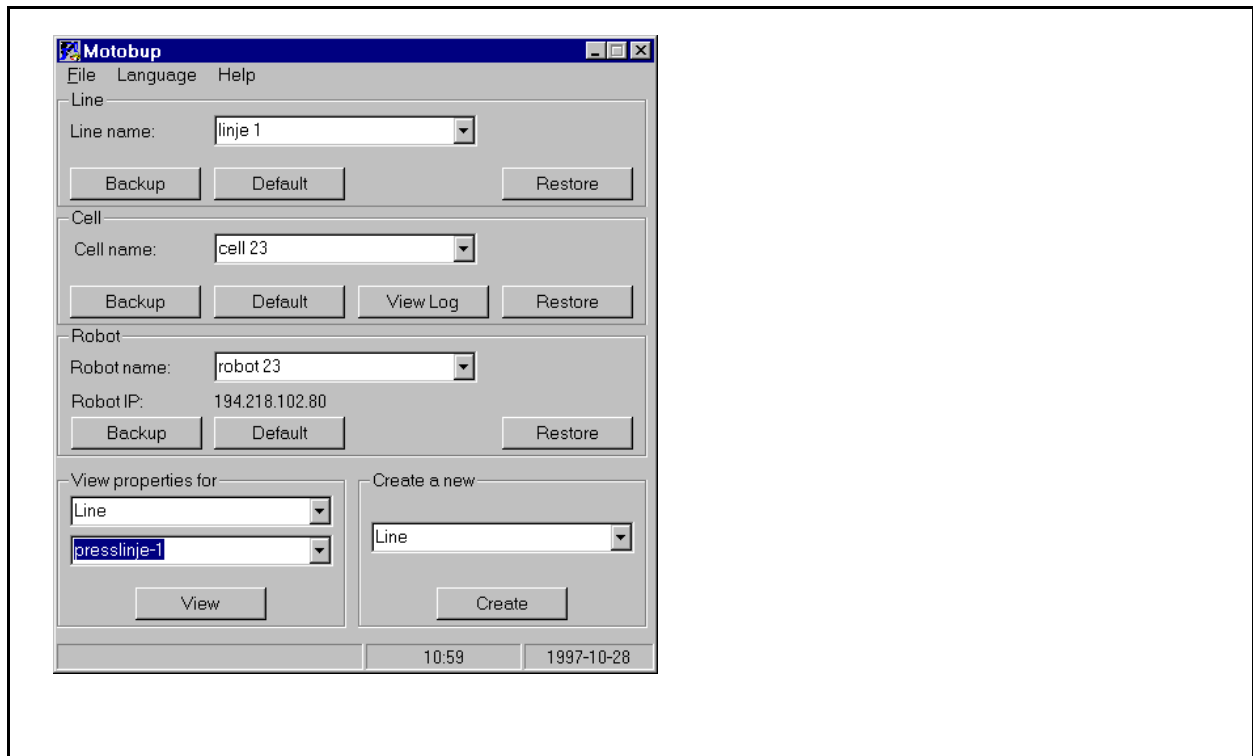 Motobup
File Language Help
Line
Line name: linje 1
Backup Default Restore
Cell
Cell name: cell 23
Backup Default View Log Restore
Robot
Robot name: robot 23
Robot IP: 194.218.102.80
Backup Default Restore
View properties for
Line
presslinje-1
View
Create a new
Line
Create
10:59 1997-10-28